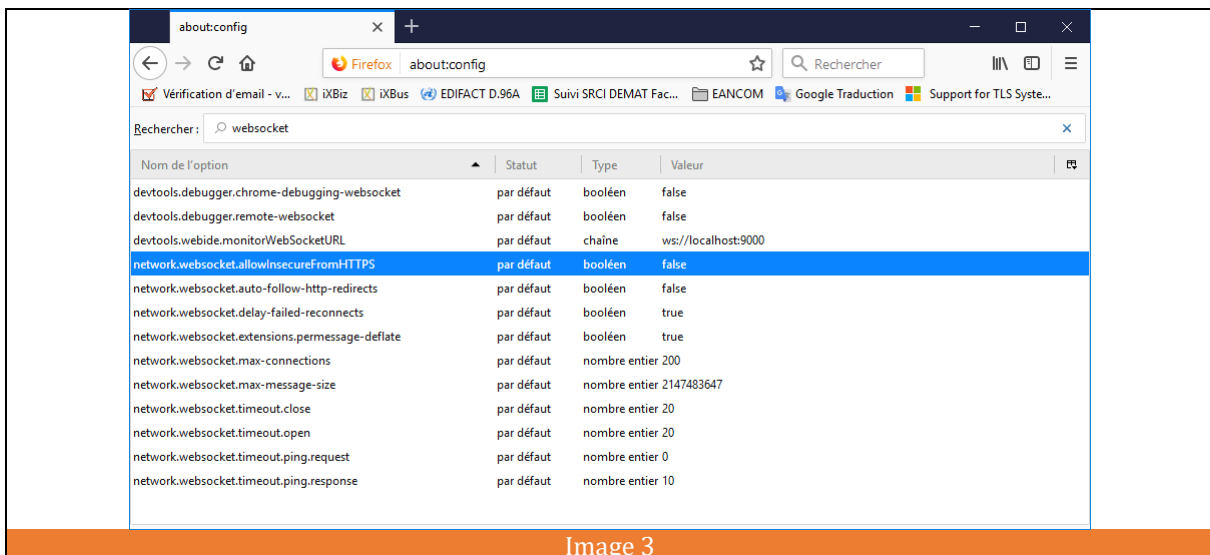 about:config
Firefox about:config Rechercher
Vérification d'email - v... iXBiz iXBus EDIFACT D.96A Suivi SRCI DEMAT Fac... EANCOM Google Traduction Support for TLS Syste...
Rechercher : websocket
Nom de l'option Statut Type Valeur
devtools.debugger.chrome-debugging-websocket par défaut booléen false
devtools.debugger.remote-websocket par défaut booléen false
devtools.webide.monitorWebSocketURL par défaut chaîne ws://localhost:9000
network.websocket.allowInsecureFromHTTPS par défaut booléen false
network.websocket.auto-follow-http-redirects par défaut booléen false
network.websocket.delay-failed-reconnects par défaut booléen true
network.websocket.extensions.permessage-deflate par défaut booléen true
network.websocket.max-connections par défaut nombre entier 200
network.websocket.max-message-size par défaut nombre entier 2147483647
network.websocket.timeout.close par défaut nombre entier 20
network.websocket.timeout.open par défaut nombre entier 20
network.websocket.timeout.ping.request par défaut nombre entier 0
network.websocket.timeout.ping.response par défaut nombre entier 10
Image 3